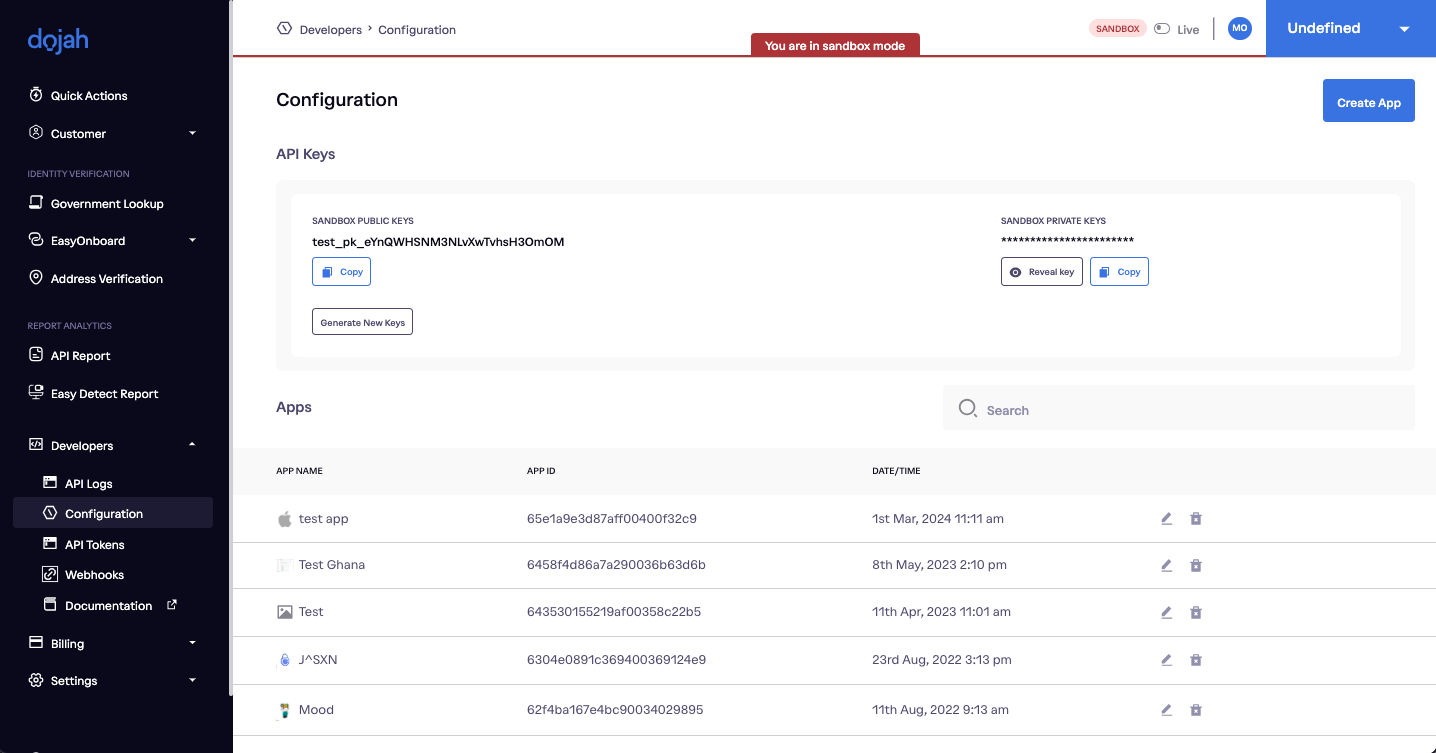 dojah
Quick Actions
Customer
IDENTITY VERIFICATION
Government Lookup
EasyOnboard
Address Verification
REPORT ANALYTICS
API Report
Easy Detect Report
Developers
API Logs
Configuration
API Tokens
Webhooks
Documentation
Billing
Settings
Developers › Configuration
SANDBOX Live MO Undefined
You are in sandbox mode
Configuration
Create App
API Keys
SANDBOX PUBLIC KEYS
test_pk_eYnQWHSNM3NLvXwTvhsH3OmOM
Copy
Generate New Keys
SANDBOX PRIVATE KEYS
***********************
Reveal key Copy
Apps
Search
APP NAME APP ID DATE/TIME
test app 65e1a9e3d87aff00400f32c9 1st Mar, 2024 11:11 am
Test Ghana 6458f4d86a7a290036b63d6b 8th May, 2023 2:10 pm
Test 643530155219af00358c22b5 11th Apr, 2023 11:01 am
J^SXN 6304e0891c369400369124e9 23rd Aug, 2022 3:13 pm
Mood 62f4ba167e4bc90034029895 11th Aug, 2022 9:13 am